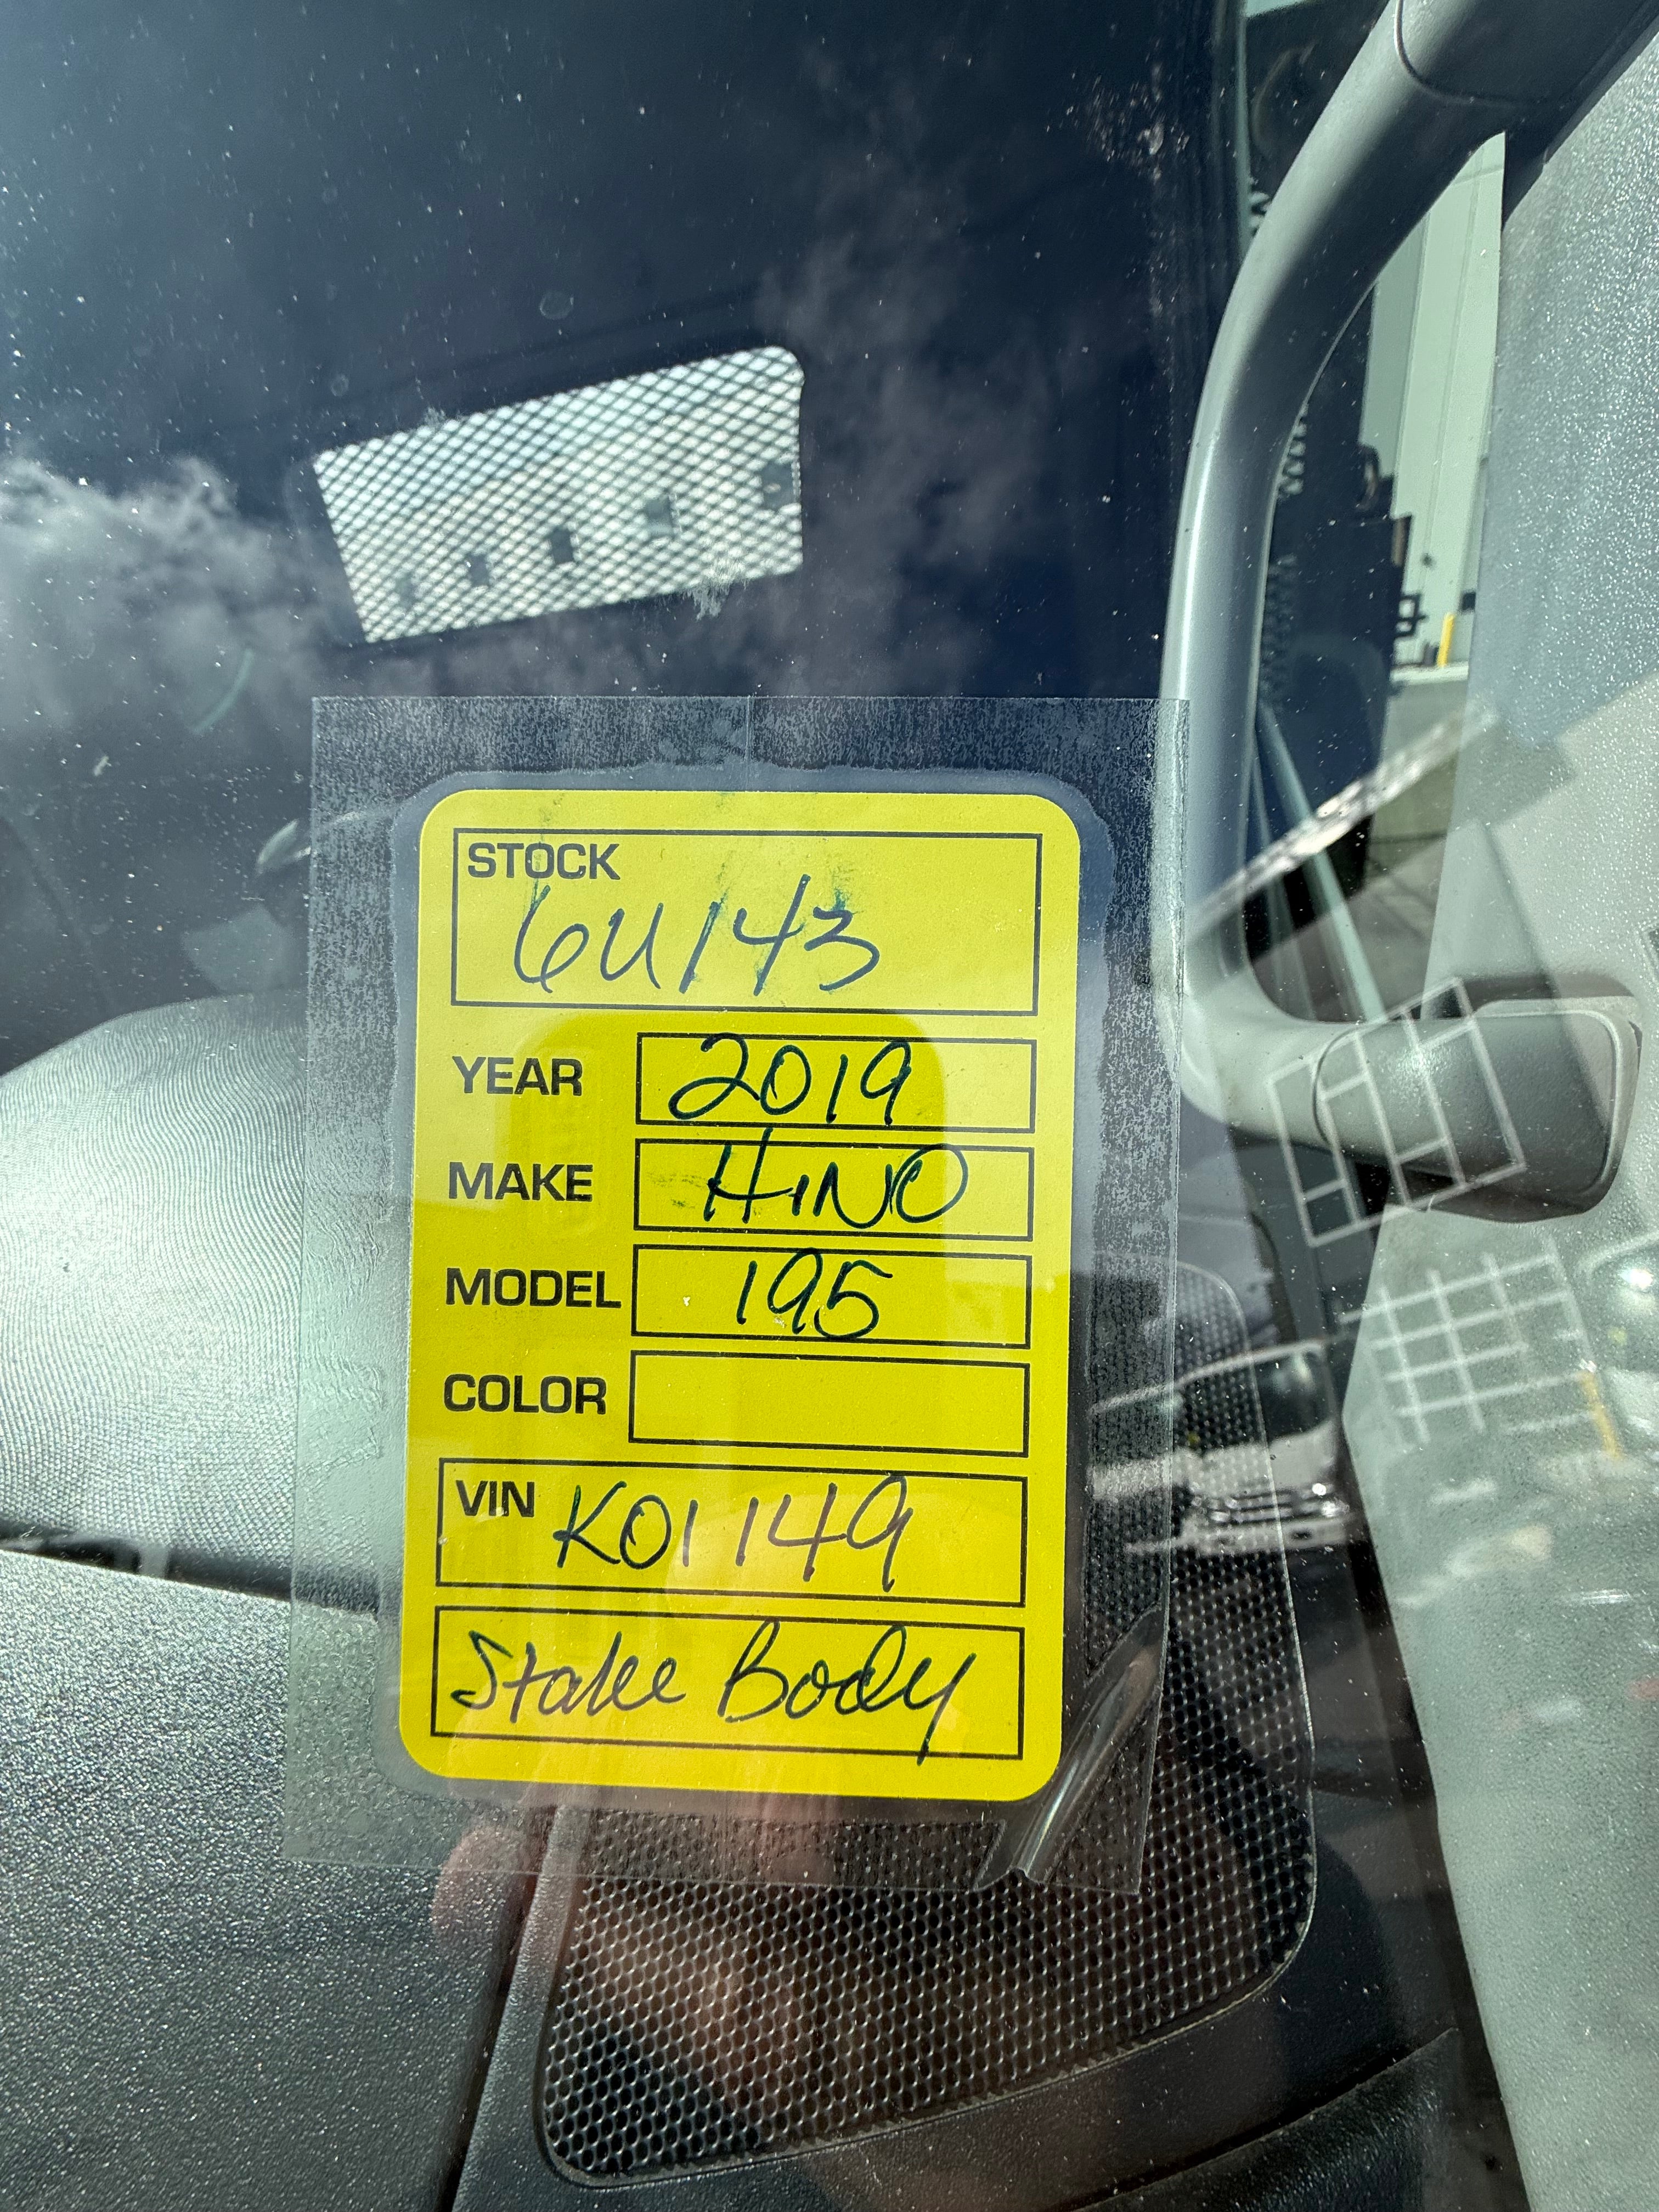 STOCK
6U143
YEAR 2019
MAKE HINO
MODEL 195
COLOR
VIN K01149
Stake Body